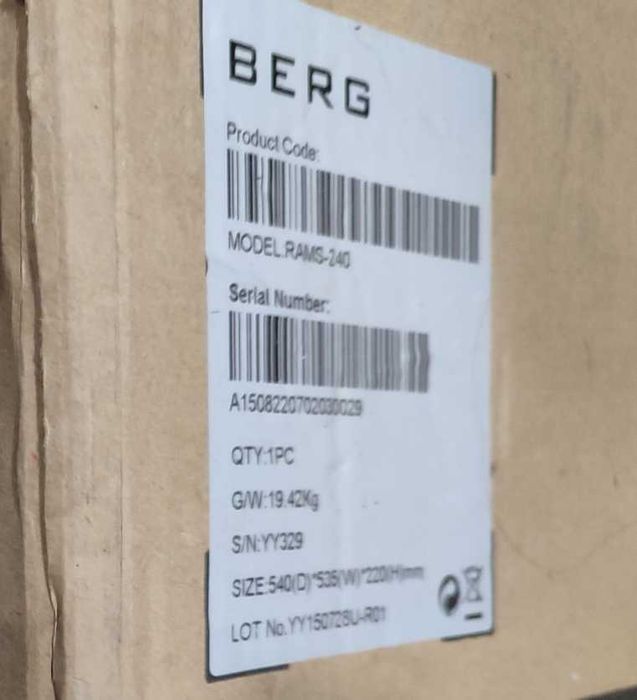 BERG
Product Code:
MODEL:RAMS-240
Serial Number:
A1508220702030029
QTY:1PC
G/W:19.42Kg
S/N:YY329
SIZE:540(D)*535(W)*220(H)mm
LOT No.YY150728U-R01